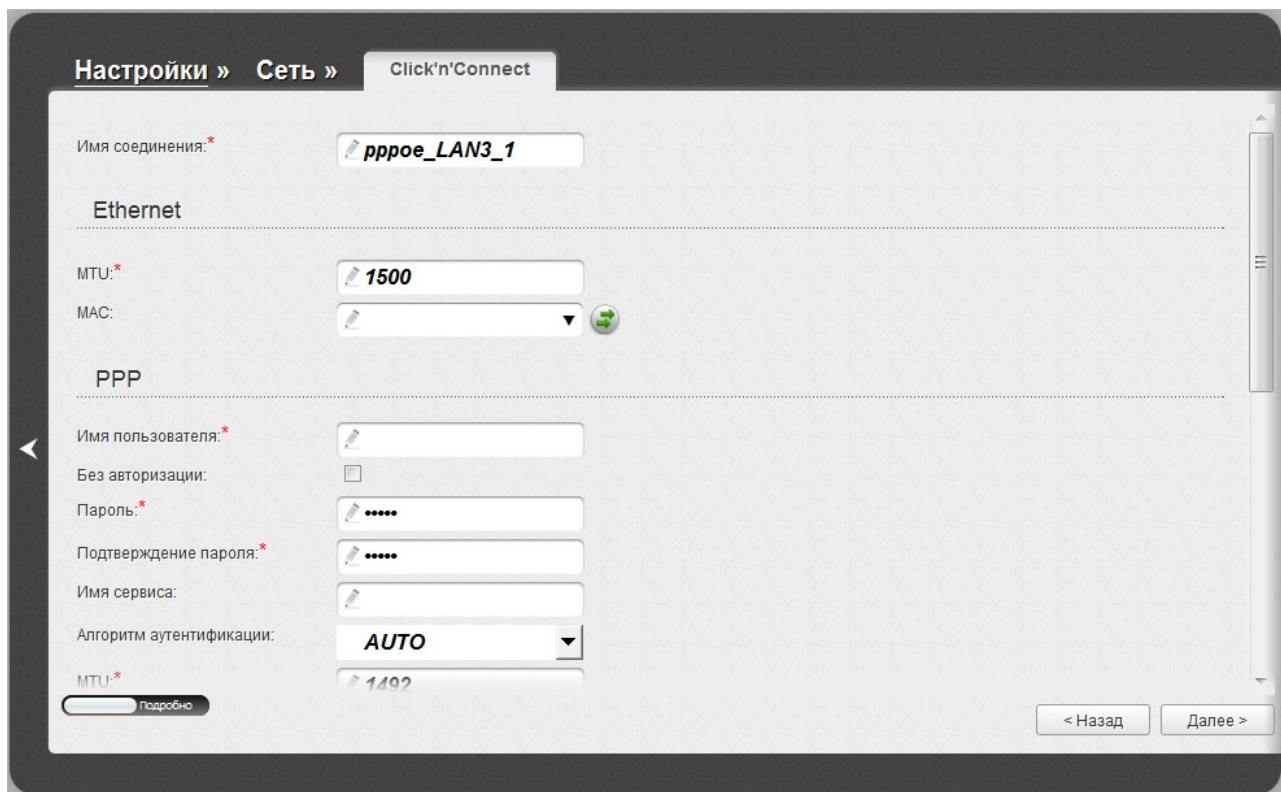 Настройки » Сеть » Click'n'Connect
Имя соединения:* pppoe_LAN3_1
Ethernet
MTU:* 1500
MAC:
PPP
Имя пользователя:*
Без авторизации:
Пароль:* •••••
Подтверждение пароля:* •••••
Имя сервиса:
Алгоритм аутентификации: AUTO
MTU:* 1492
Подробно
< Назад Далее >